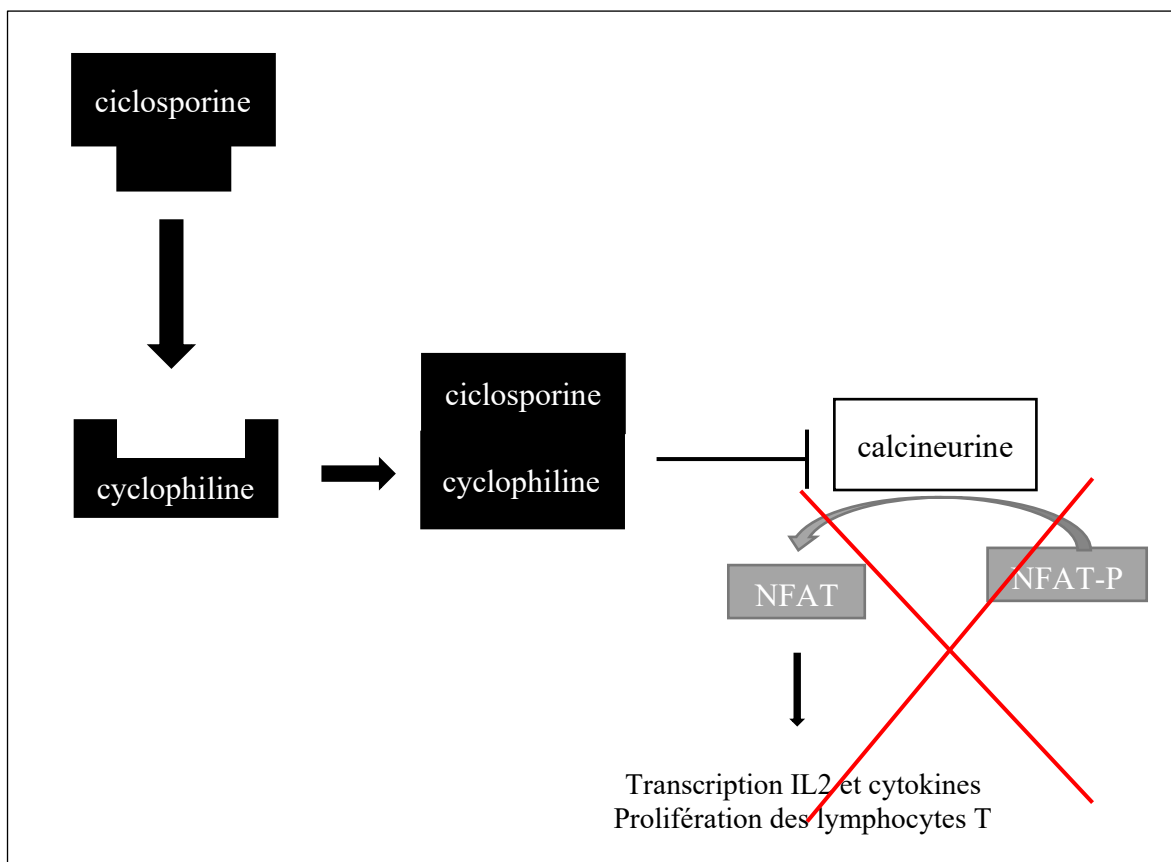 ciclosporine
cyclophiline
ciclosporine
cyclophiline
calcineurine
NFAT
NFAT-P
Transcription IL2 et cytokines
Prolifération des lymphocytes T